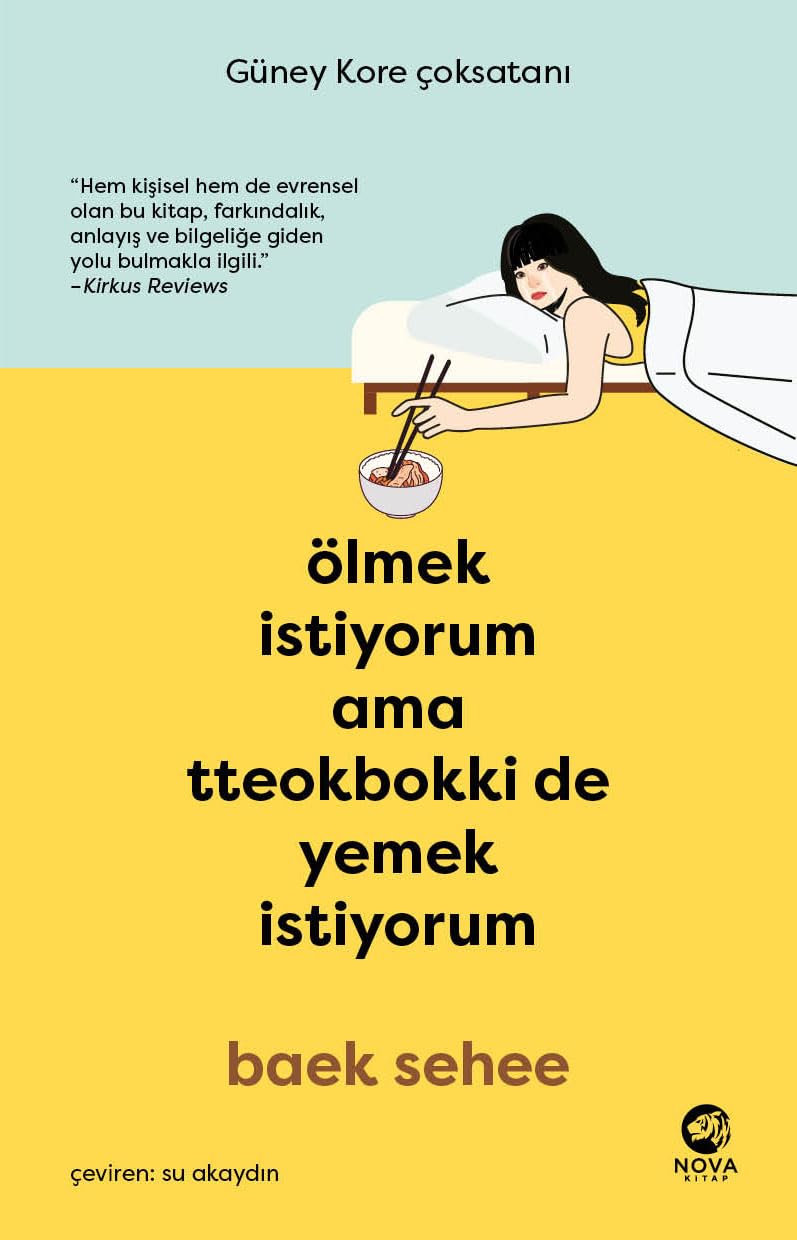 Güney Kore çoksatanı
“Hem kişisel hem de evrensel
olan bu kitap, farkındalık,
anlayış ve bilgeliğe giden
yolu bulmakla ilgili.”
–Kirkus Reviews
ölmek
istiyorum
ama
tteokbokki de
yemek
istiyorum
baek sehee
çeviren: su akaydın
NOVA
KİTAP